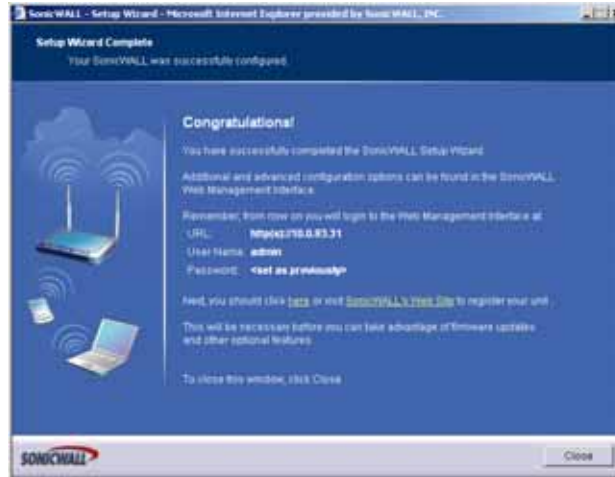 SonicWALL - Setup Wizard - Microsoft Internet Explorer provided by SonicWALL, INC.
Setup Wizard Complete
Your SonicWALL was successfully configured.
Congratulations!
You have successfully completed the SonicWALL Setup Wizard.
Additional and advanced configuration options can be found in the SonicWALL
Web Management Interface.
Remember, from now on you will login to the Web Management Interface at
URL: http(s)://10.0.93.31
User Name: admin
Password: <set as previously>
Next, you should click here or visit SonicWALL's Web Site to register your unit.
This will be necessary before you can take advantage of firmware updates
and other optional features.
To close this window, click Close.
SONICWALL
Close